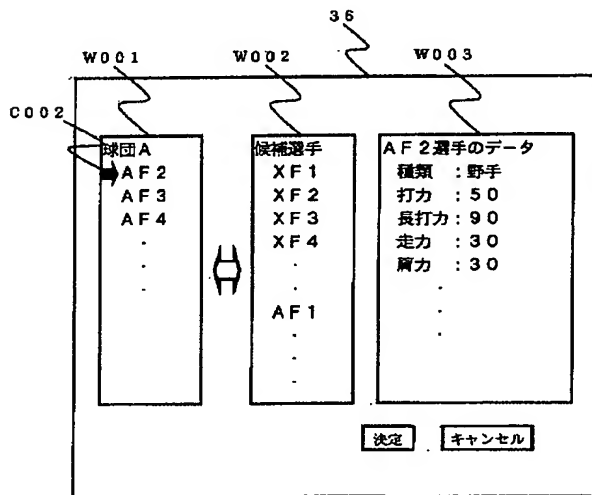 36
W001
W002
W003
C002
球団A
AF2
AF3
AF4
候補選手
XF1
XF2
XF3
XF4
AF1
AF2選手のデータ
種類 :野手
打力 :50
長打力:90
走力 :30
肩力 :30
決定
キャンセル